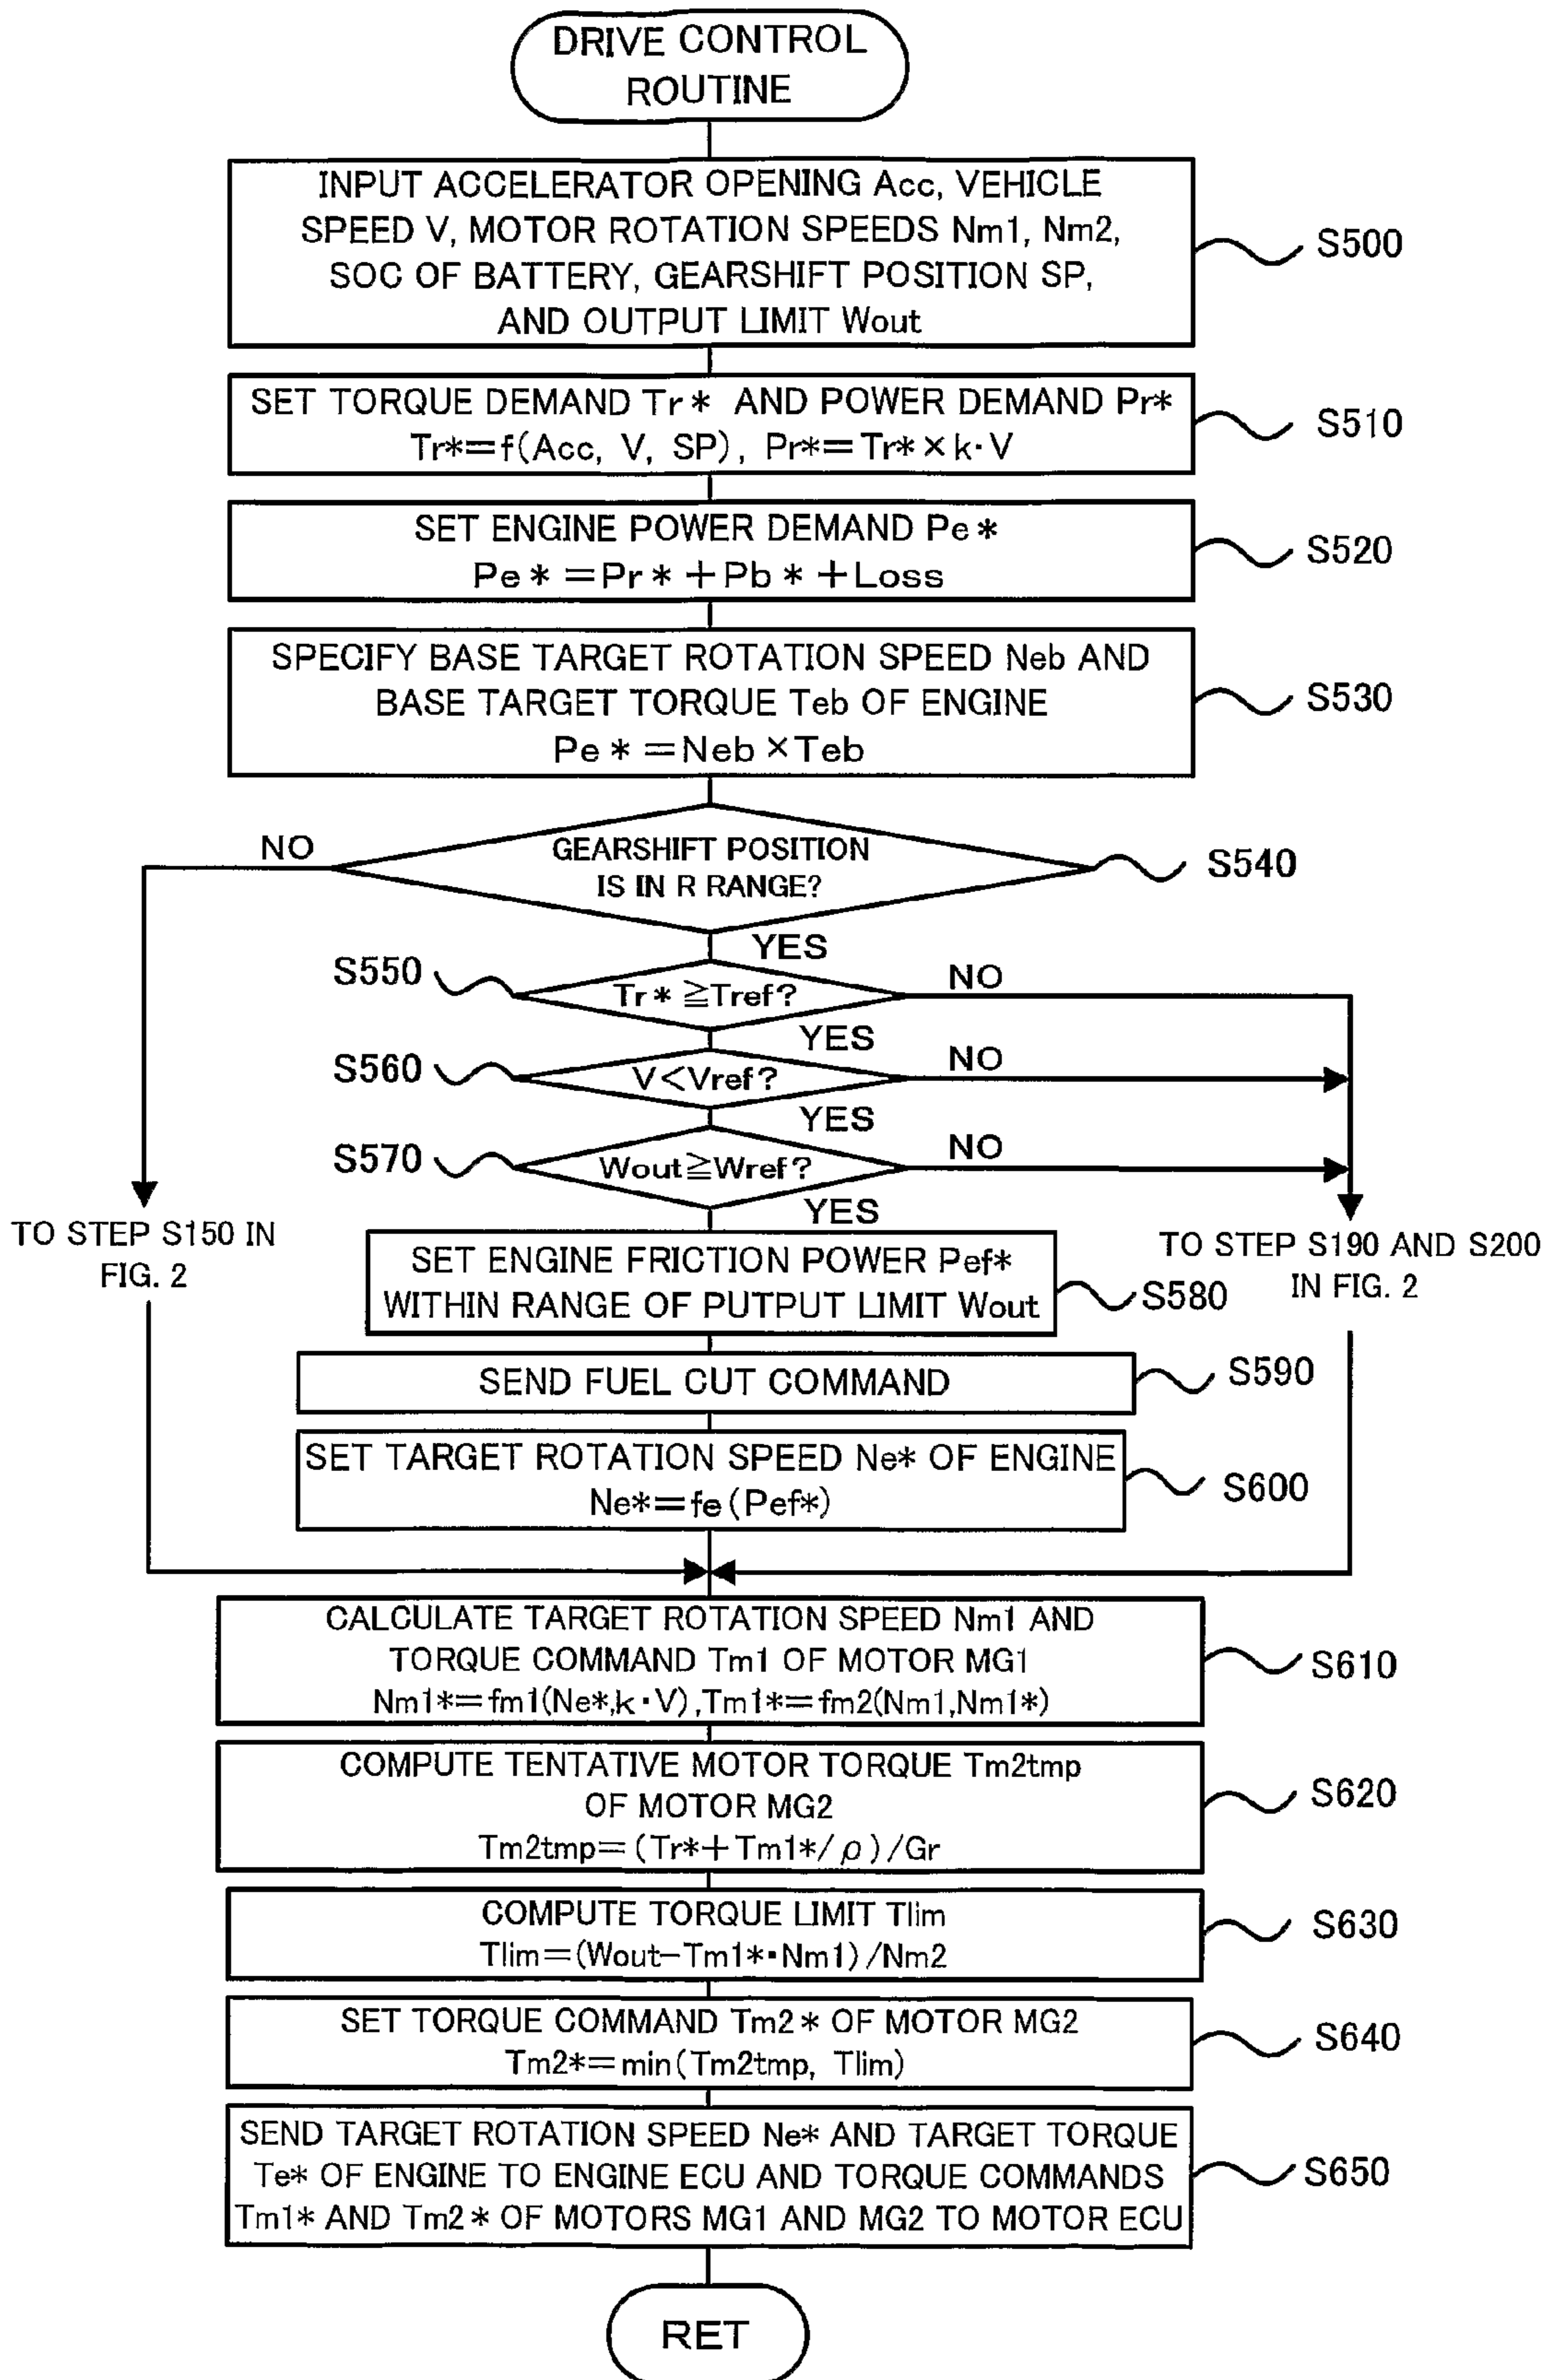 DRIVE CONTROL
ROUTINE
INPUT ACCELERATOR OPENING Acc, VEHICLE
SPEED V, MOTOR ROTATION SPEEDS Nm1, Nm2,
SOC OF BATTERY, GEARSHIFT POSITION SP,
AND OUTPUT LIMIT Wout
S500
SET TORQUE DEMAND Tr* AND POWER DEMAND Pr*
Tr*=f(Acc, V, SP), Pr*=Tr*×k·V
S510
SET ENGINE POWER DEMAND Pe*
Pe*=Pr*+Pb*+Loss
S520
SPECIFY BASE TARGET ROTATION SPEED Neb AND
BASE TARGET TORQUE Teb OF ENGINE
Pe*=Neb×Teb
S530
NO
GEARSHIFT POSITION
IS IN R RANGE?
S540
YES
S550
Tr*≧Tref?
NO
YES
S560
V<Vref?
NO
YES
S570
Wout≧Wref?
NO
YES
TO STEP S150 IN
FIG. 2
TO STEP S190 AND S200
IN FIG. 2
SET ENGINE FRICTION POWER Pef*
WITHIN RANGE OF PUTPUT LIMIT Wout
S580
SEND FUEL CUT COMMAND
S590
SET TARGET ROTATION SPEED Ne* OF ENGINE
Ne*=fe(Pef*)
S600
CALCULATE TARGET ROTATION SPEED Nm1 AND
TORQUE COMMAND Tm1 OF MOTOR MG1
Nm1*=fm1(Ne*,k·V),Tm1*=fm2(Nm1,Nm1*)
S610
COMPUTE TENTATIVE MOTOR TORQUE Tm2tmp
OF MOTOR MG2
Tm2tmp=(Tr*+Tm1*/ρ)/Gr
S620
COMPUTE TORQUE LIMIT Tlim
Tlim=(Wout-Tm1*·Nm1)/Nm2
S630
SET TORQUE COMMAND Tm2* OF MOTOR MG2
Tm2*=min(Tm2tmp, Tlim)
S640
SEND TARGET ROTATION SPEED Ne* AND TARGET TORQUE
Te* OF ENGINE TO ENGINE ECU AND TORQUE COMMANDS
Tm1* AND Tm2* OF MOTORS MG1 AND MG2 TO MOTOR ECU
S650
RET